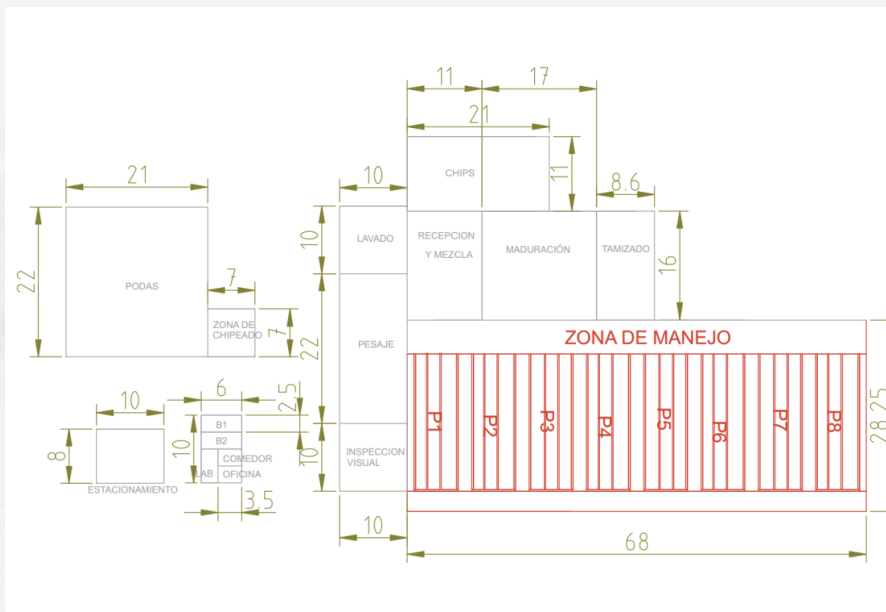 11
17
21
CHIPS
11
10
8.6
21
LAVADO
10
RECEPCION
Y MEZCLA
MADURACIÓN
TAMIZADO
16
22
PODAS
7
ZONA DE
CHIPEADO
7
22
PESAJE
ZONA DE MANEJO
P1
P2
P3
P4
P5
P6
P7
P8
28.25
10
6
2.5
B1
B2
8
10
COMEDOR
LAB
OFICINA
10
INSPECCION
VISUAL
ESTACIONAMIENTO
3.5
10
68